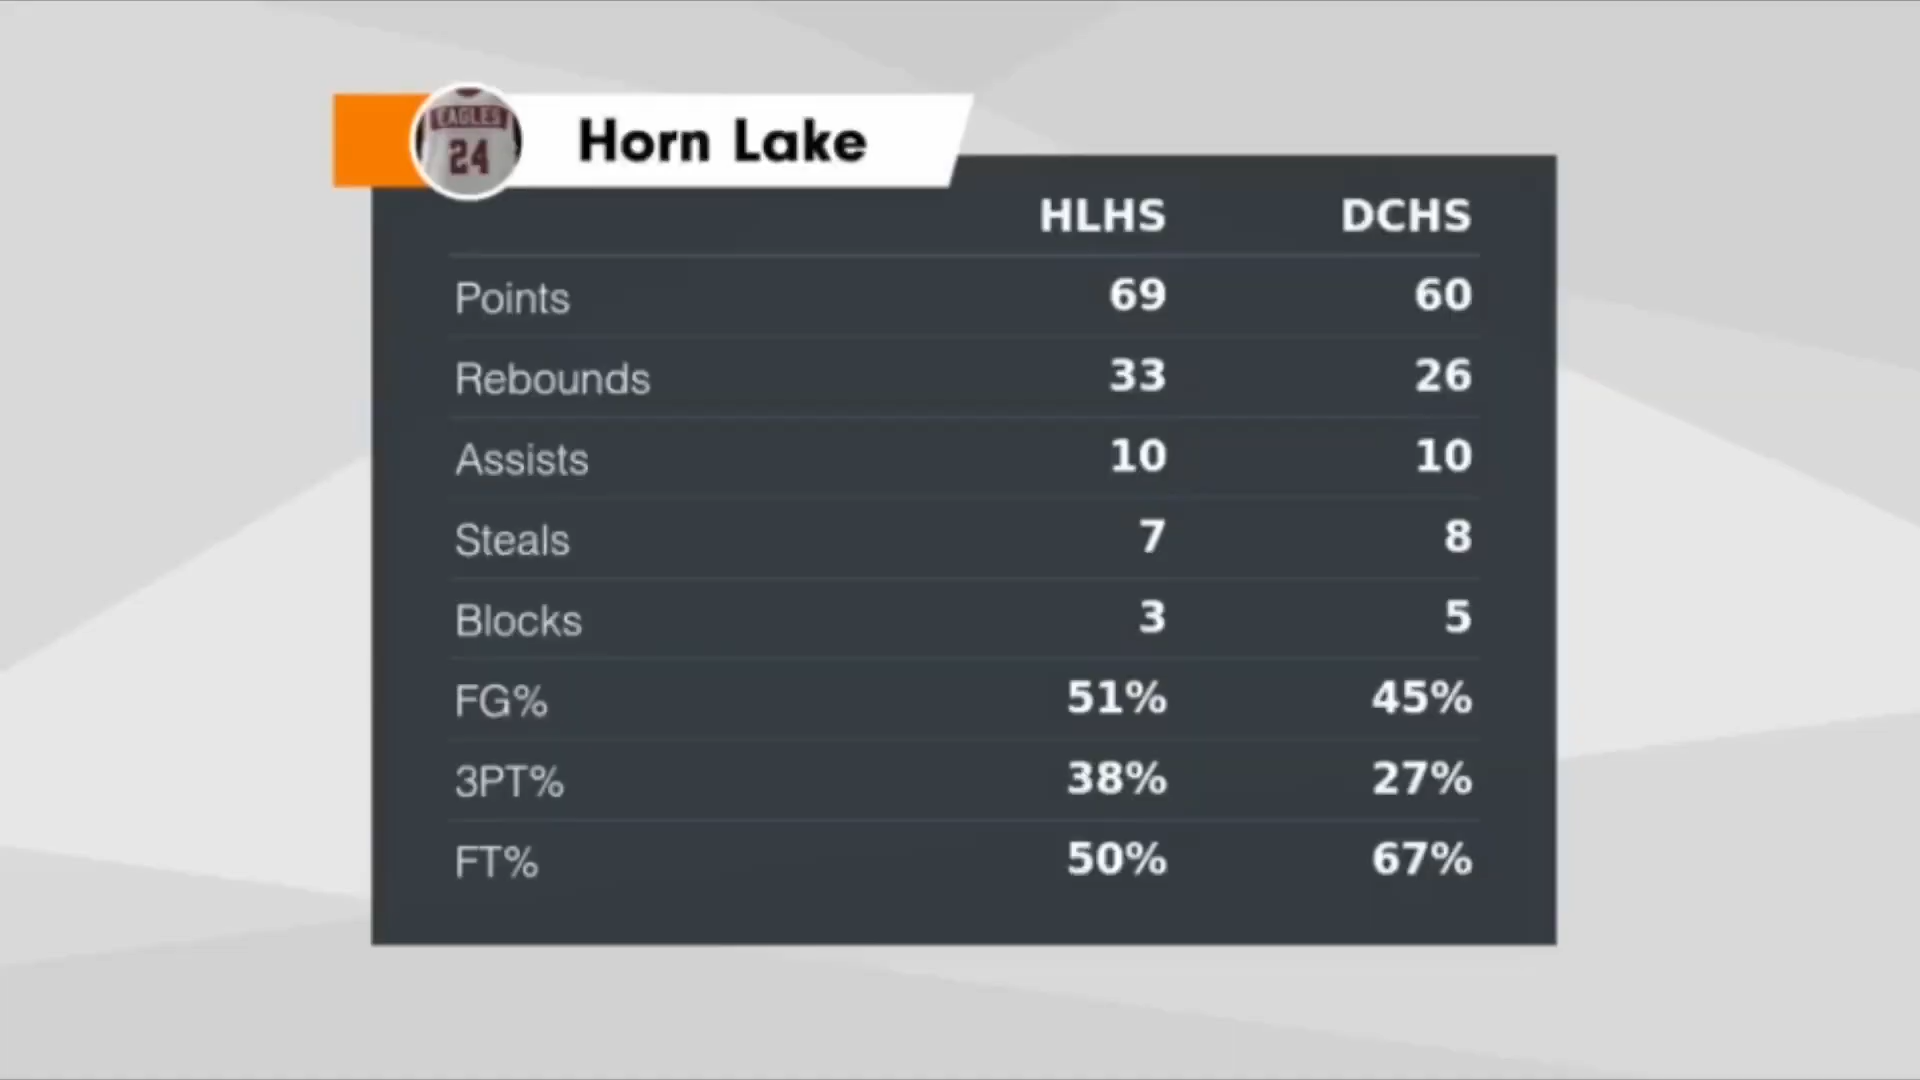 EAGLES
24
Horn Lake
HLHS DCHS
Points 69 60
Rebounds 33 26
Assists 10 10
Steals 7 8
Blocks 3 5
FG% 51% 45%
3PT% 38% 27%
FT% 50% 67%